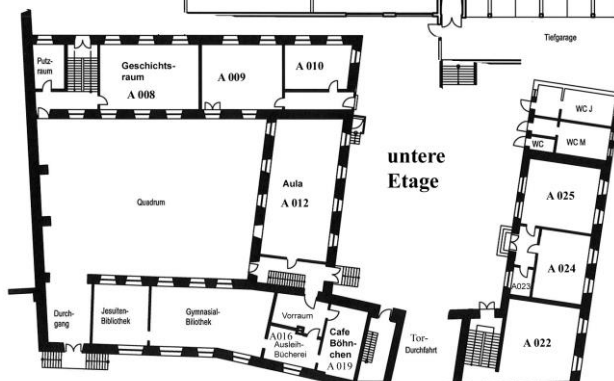 Tiefgarage
Putz-
raum
Geschichts-
raum
A 008
A 009
A 010
WC J
WC M
WC
untere
Etage
Aula
A 012
Quadrum
A 025
A 024
A023
A 022
Durch-
gang
Jesuiten-
Bibliothek
Gymnasial-
Biliothek
Vorraum
A016
Ausleih-
Bücherei
Cafe
Böhn-
chen
A 019
Tor-
Durchfahrt